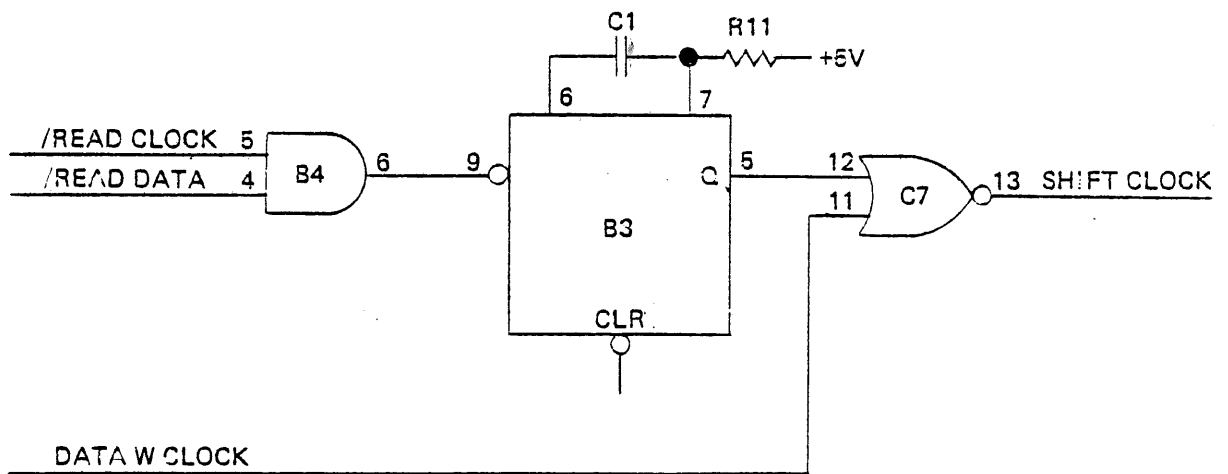 C1
R11
+5V
6
7
/READ CLOCK 5
/READ DATA 4
B4
6
9
Q
5
12
11
C7
13 SHIFT CLOCK
B3
CLR
DATA W CLOCK